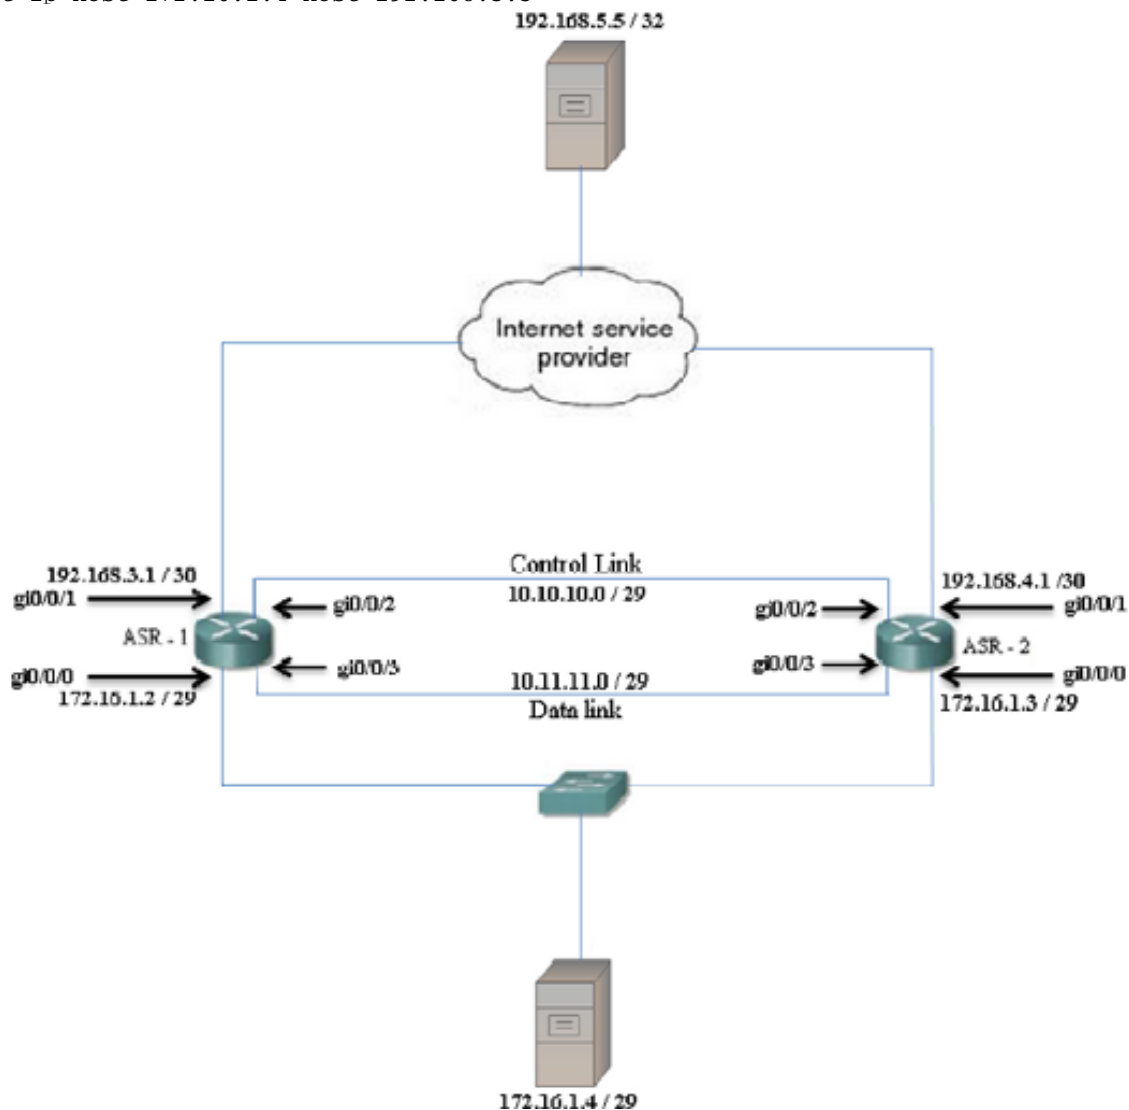 192.168.5.5 / 32
Internet service
provider
Control Link
10.10.10.0 / 29
192.168.3.1 / 30
gi0/0/1
gi0/0/2
ASR - 1
gi0/0/3
gi0/0/0
172.16.1.2 / 29
192.168.4.1 /30
gi0/0/2
gi0/0/1
ASR - 2
gi0/0/3
gi0/0/0
172.16.1.3 / 29
10.11.11.0 / 29
Data link
172.16.1.4 / 29